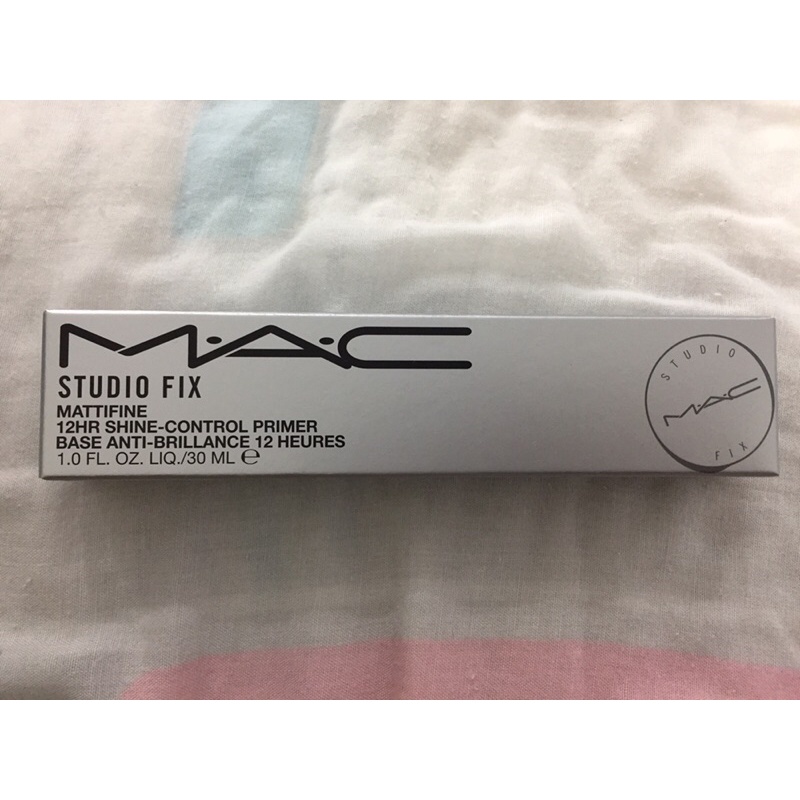 M·A·C
STUDIO FIX
MATTIFINE
12HR SHINE-CONTROL PRIMER
BASE ANTI-BRILLANCE 12 HEURES
1.0 FL. OZ. LIQ./30 ML ℮
STUDIO
M·A·C
FIX